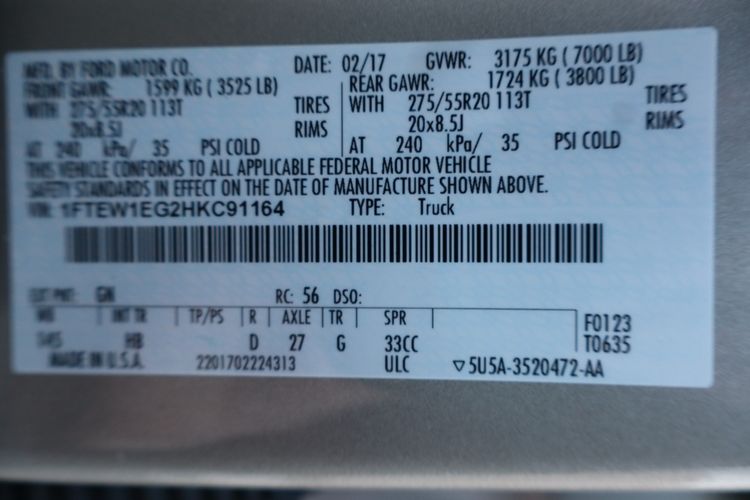 MFD. BY FORD MOTOR CO. DATE: 02/17 GVWR: 3175 KG ( 7000 LB)
FRONT GAWR: 1599 KG ( 3525 LB) REAR GAWR: 1724 KG ( 3800 LB)
WITH 275/55R20 113T TIRES WITH 275/55R20 113T TIRES
20x8.5J RIMS 20x8.5J RIMS
AT 240 kPa/ 35 PSI COLD AT 240 kPa/ 35 PSI COLD
THIS VEHICLE CONFORMS TO ALL APPLICABLE FEDERAL MOTOR VEHICLE
SAFETY STANDARDS IN EFFECT ON THE DATE OF MANUFACTURE SHOWN ABOVE.
VIN: 1FTEW1EG2HKC91164 TYPE: Truck
EXT PNT: GN RC: 56 DSO:
WB INT TR TP/PS R AXLE TR SPR F0123
145 HB D 27 G 33CC T0635
MADE IN U.S.A. 2201702224313 ULC ▽5U5A-3520472-AA